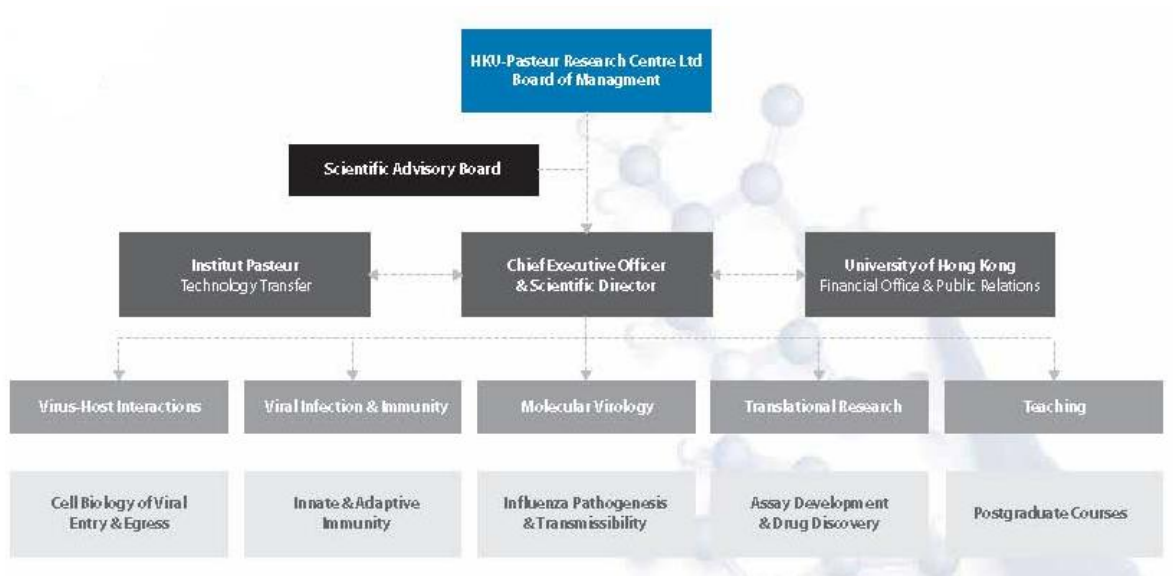 HKU-Pasteur Research Centre Ltd
Board of Managment
Scientific Advisory Board
Institut Pasteur
Technology Transfer
Chief Executive Officer
& Scientific Director
University of Hong Kong
Financial Office & Public Relations
Virus-Host Interactions
Viral Infection & Immunity
Molecular Virology
Translational Research
Teaching
Cell Biology of Viral
Entry & Egress
Innate & Adaptive
Immunity
Influenza Pathogenesis
& Transmissibility
Assay Development
& Drug Discovery
Postgraduate Courses